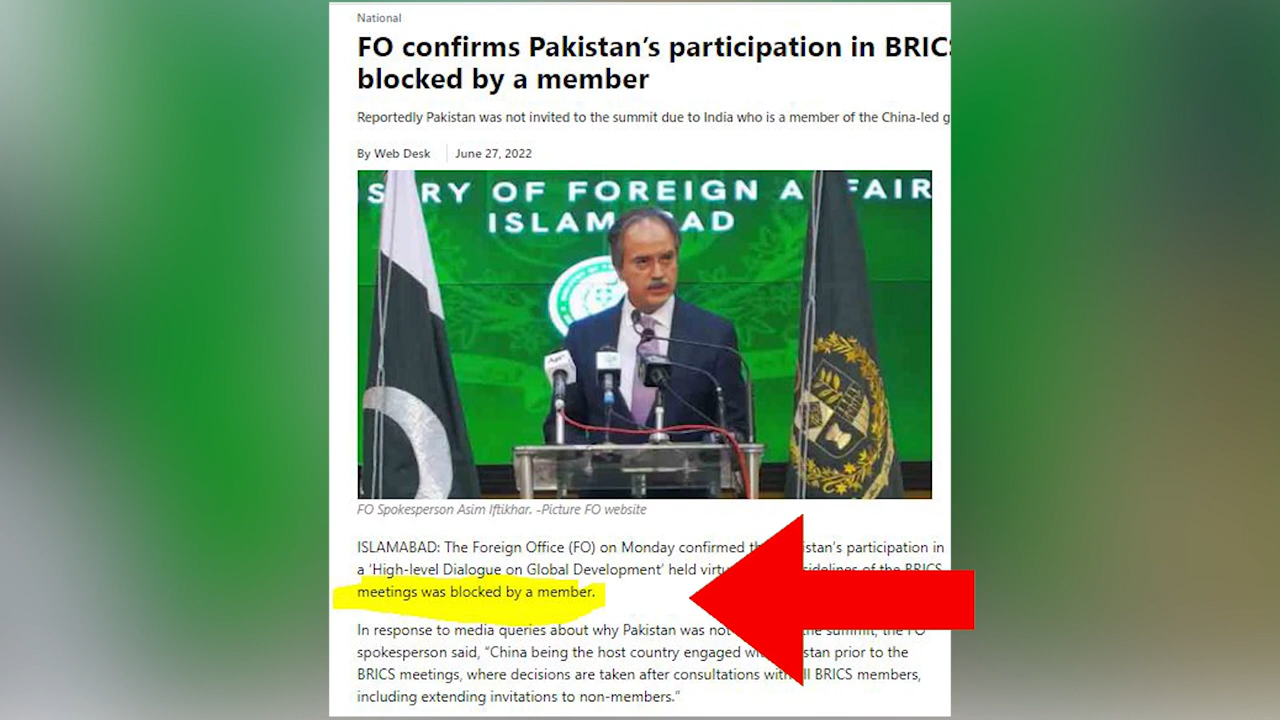 National
FO confirms Pakistan's participation in BRICS
blocked by a member
Reportedly Pakistan was not invited to the summit due to India who is a member of the China-led g
By Web Desk June 27, 2022
RY OF FOREIGN A FAIR
ISLAM AD
FO Spokesperson Asim Iftikhar. -Picture FO website
ISLAMABAD: The Foreign Office (FO) on Monday confirmed th istan's participation in
a 'High-level Dialogue on Global Development' held virtu sidelines of the BRICS
meetings was blocked by a member.
In response to media queries about why Pakistan was not the summit, the FO
spokesperson said, "China being the host country engaged wi istan prior to the
BRICS meetings, where decisions are taken after consultations with ll BRICS members,
including extending invitations to non-members."